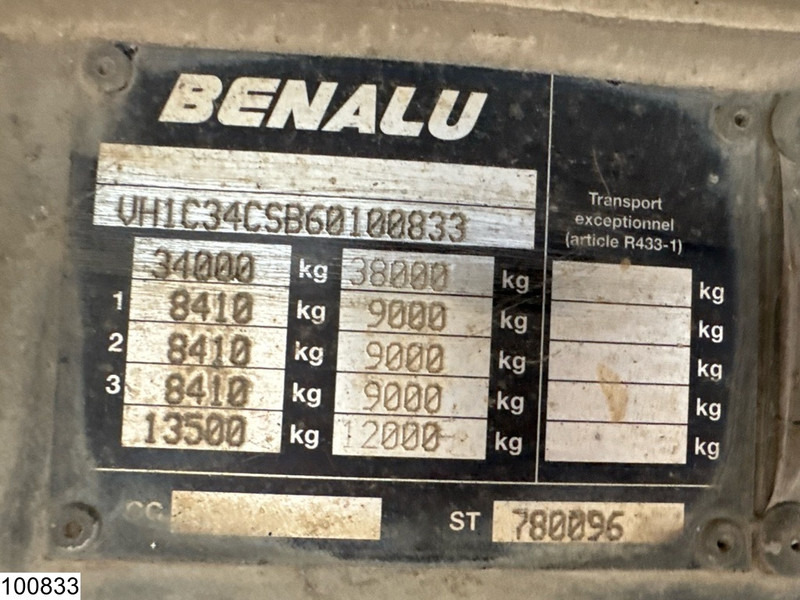 BENALU
VH1C34CSB60100833
Transport
exceptionnel
(article R433-1)
34000 kg 38000 kg kg
1 8410 kg 9000 kg kg
2 8410 kg 9000 kg kg
3 8410 kg 9000 kg kg
13500 kg 12000 kg kg
CG ST 780096
100833